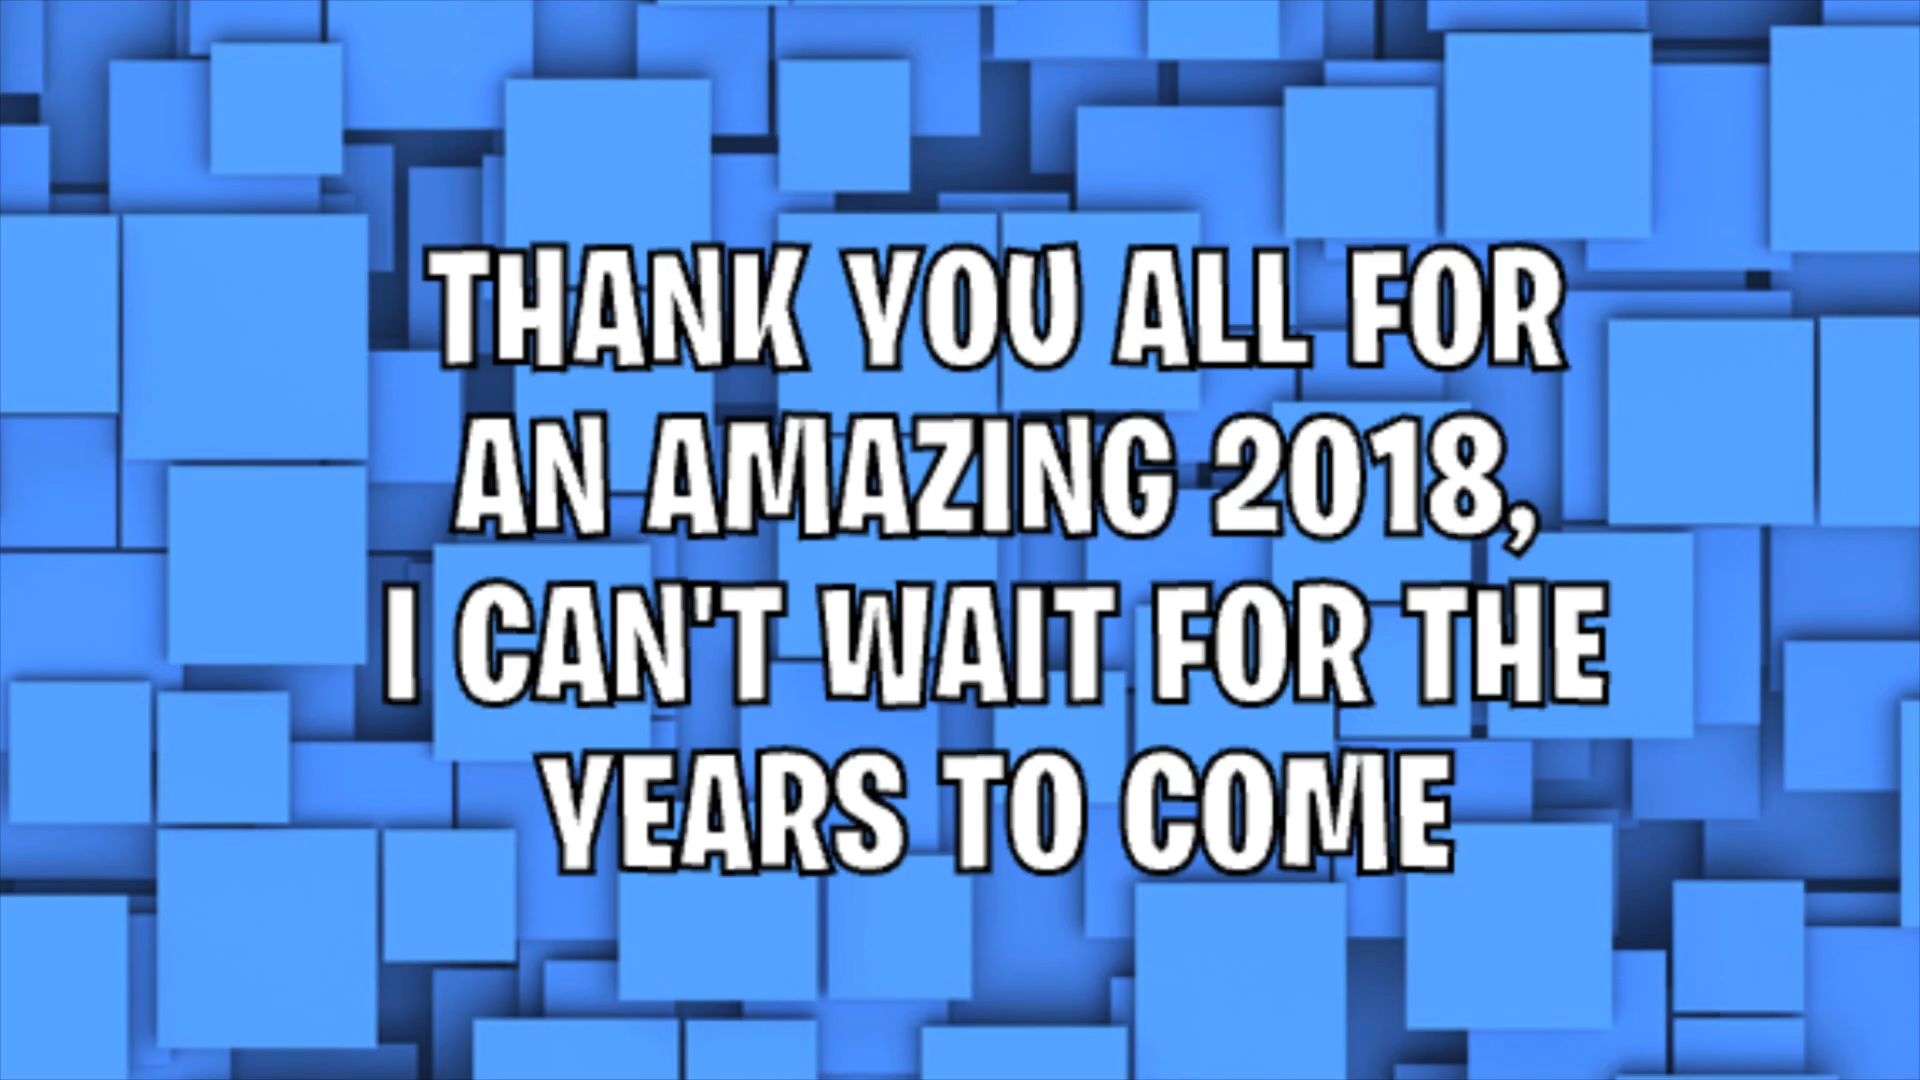 THANK YOU ALL FOR
AN AMAZING 2018,
I CAN'T WAIT FOR THE
YEARS TO COME